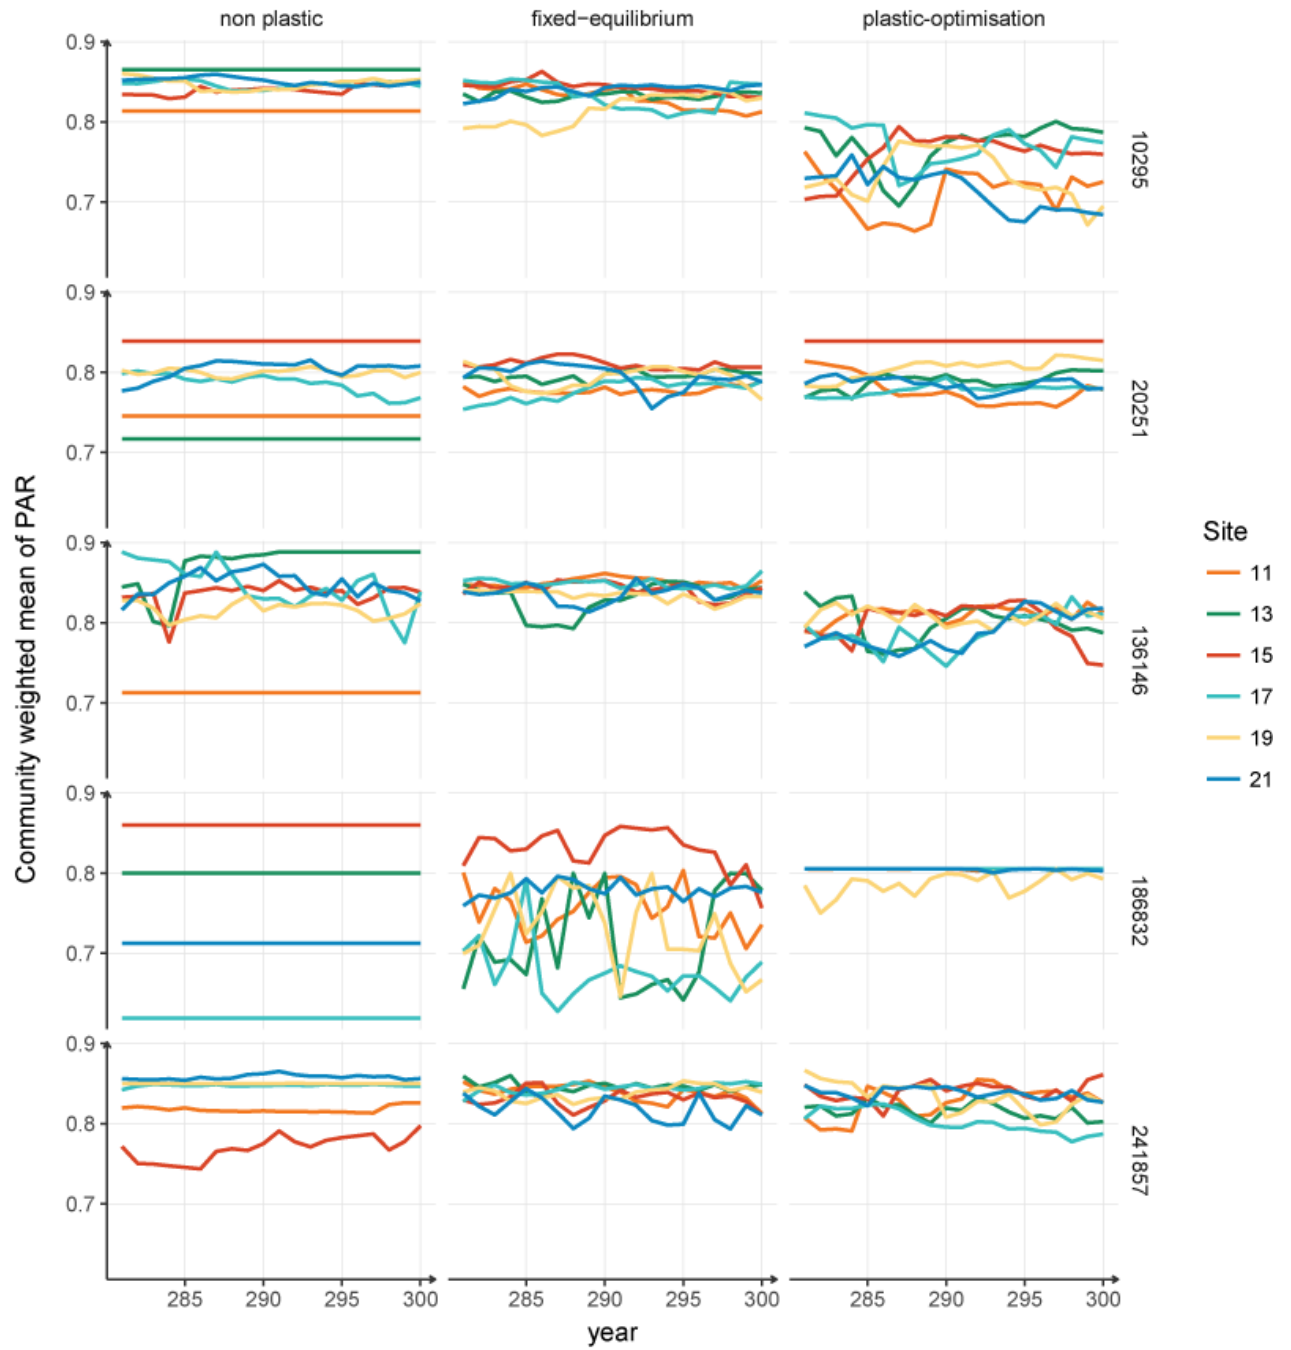 non plastic
fixed−equilibrium
plastic-optimisation
0.9
0.8
0.7
10295
0.9
0.8
0.7
20251
0.9
0.8
0.7
136146
0.9
0.8
0.7
186832
0.9
0.8
0.7
241857
Community weighted mean of PAR
285 290 295 300
285 290 295 300
285 290 295 300
year
Site
11
13
15
17
19
21